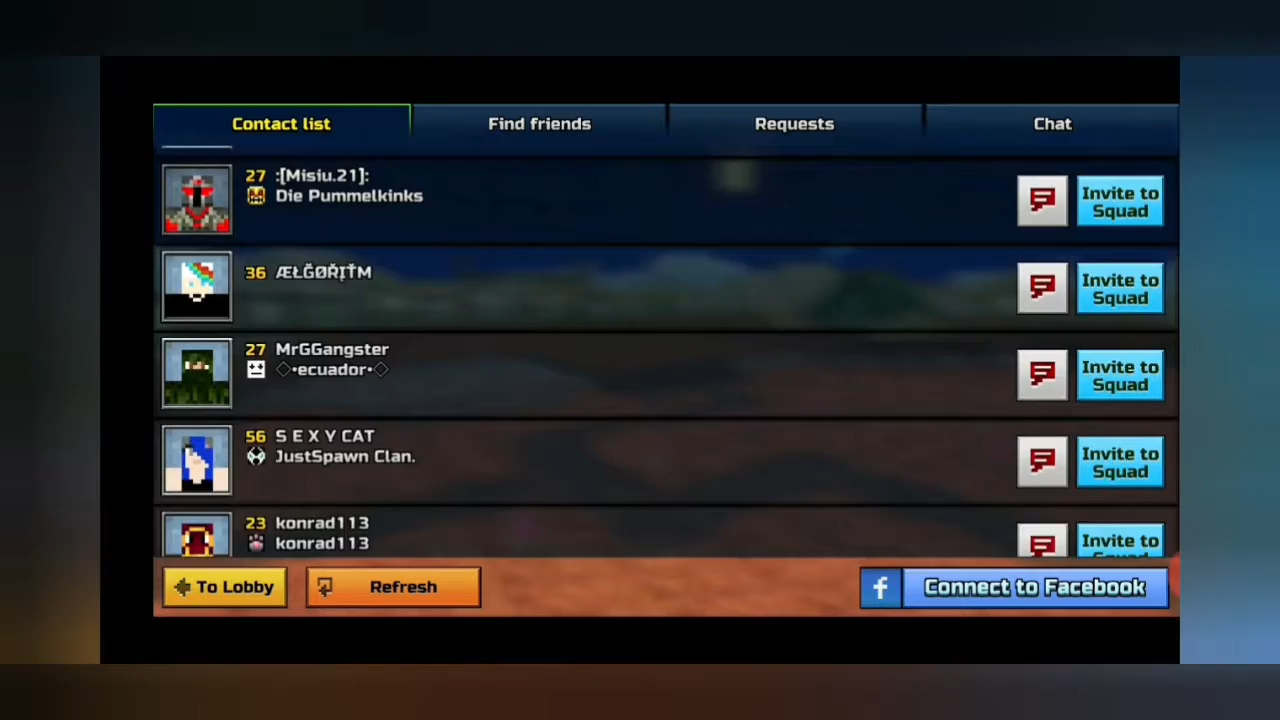 Contact list
Find friends
Requests
Chat
27 :[Misiu.21]:
Die Pummelkinks
Invite to
Squad
36 ÆŁĞØŘĮŤM
Invite to
Squad
27 MrGGangster
◇•ecuador•◇
Invite to
Squad
56 S E X Y CAT
JustSpawn Clan.
Invite to
Squad
23 konrad113
konrad113
Invite to
Squad
To Lobby
Refresh
f Connect to Facebook